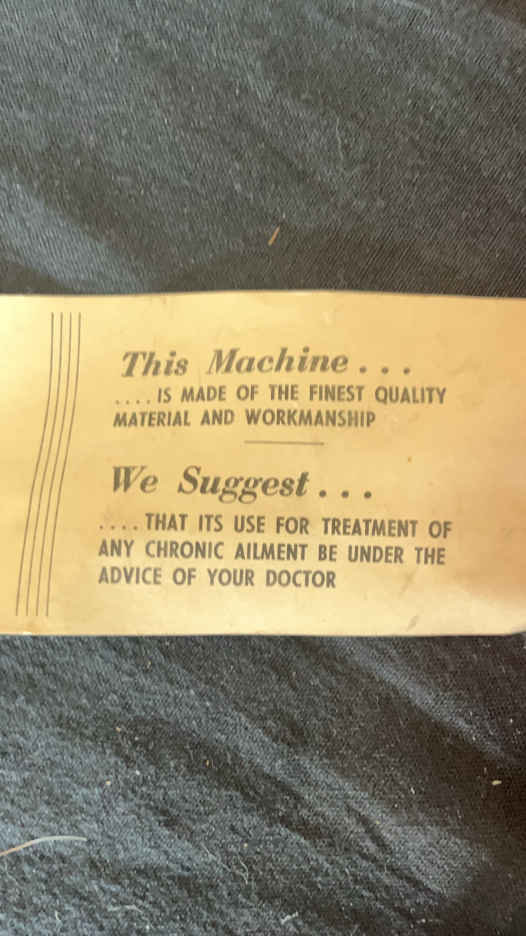 This Machine . . .
. . . . IS MADE OF THE FINEST QUALITY
MATERIAL AND WORKMANSHIP
We Suggest . . .
. . . . THAT ITS USE FOR TREATMENT OF
ANY CHRONIC AILMENT BE UNDER THE
ADVICE OF YOUR DOCTOR